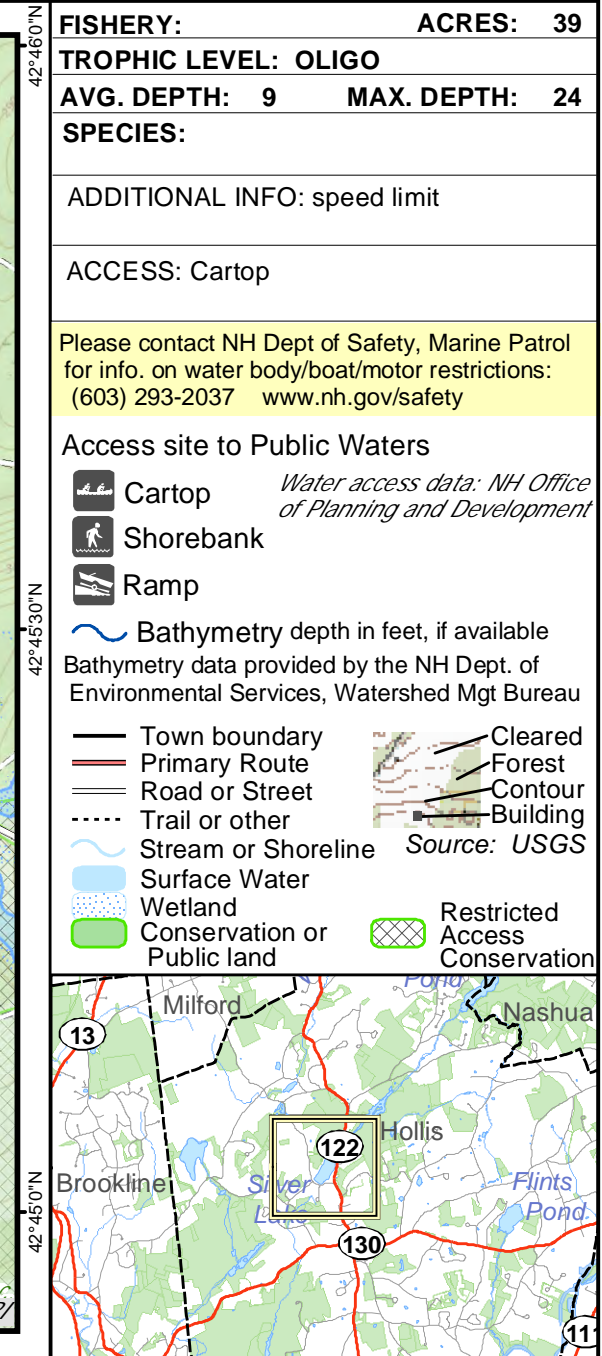 42°46'0"N
FISHERY: ACRES: 39
TROPHIC LEVEL: OLIGO
AVG. DEPTH: 9 MAX. DEPTH: 24
SPECIES:
ADDITIONAL INFO: speed limit
ACCESS: Cartop
Please contact NH Dept of Safety, Marine Patrol
for info. on water body/boat/motor restrictions:
(603) 293-2037 www.nh.gov/safety
Access site to Public Waters
Cartop
Water access data: NH Office
of Planning and Development
Shorebank
Ramp
42°45'30"N
Bathymetry depth in feet, if available
Bathymetry data provided by the NH Dept. of
Environmental Services, Watershed Mgt Bureau
Town boundary
Primary Route
Road or Street
Trail or other
Stream or Shoreline
Surface Water
Wetland
Conservation or
Public land
Cleared
Forest
Contour
Building
Source: USGS
Restricted
Access
Conservation
Pond
Milford
Nashua
13
Hollis
122
Brookline
Silver
Lake
Flints
Pond
42°45'0"N
130
111